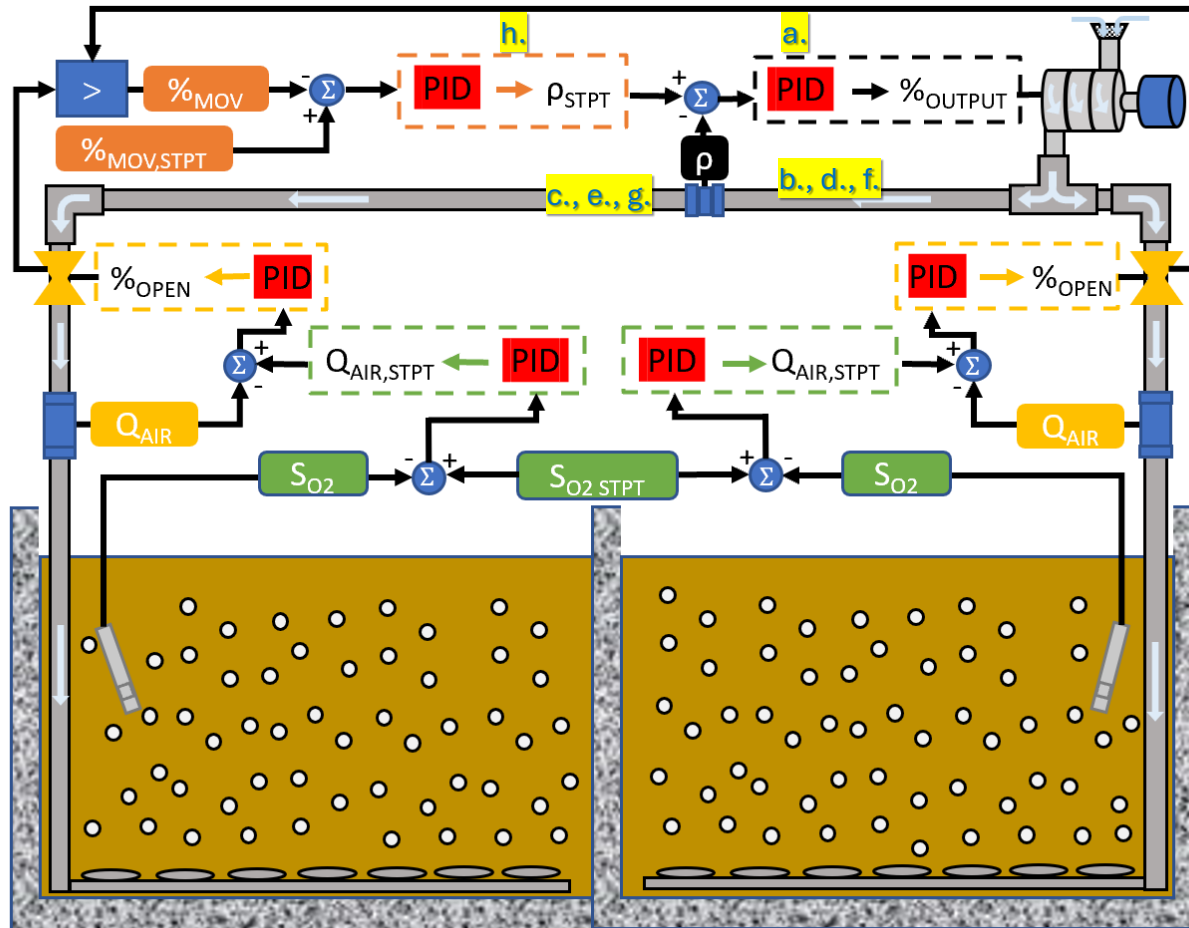 h.
a.
>
%MOV
-
Σ
+
PID
ρSTPT
+
Σ
-
PID
%OUTPUT
%MOV,STPT
ρ
c., e., g.
b., d., f.
%OPEN
PID
PID
%OPEN
Σ
+
-
QAIR,STPT
PID
PID
QAIR,STPT
+
Σ
-
QAIR
QAIR
SO2
-
Σ
+
SO2 STPT
+
Σ
-
SO2